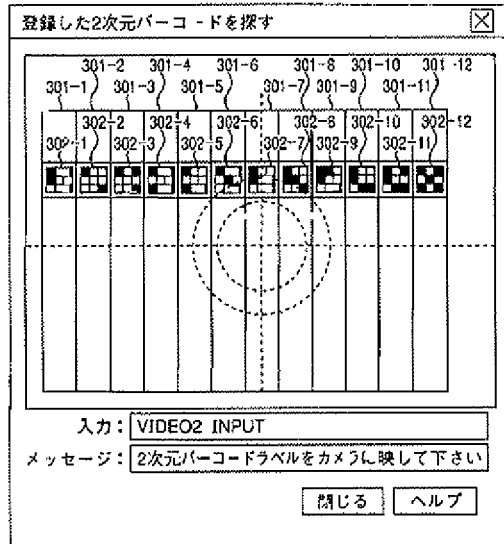 登録した2次元バーコードを探す
301-2 301-4 301-6 301-8 301-10 301-12
301-1 301-3 301-5 301-7 301-9 301-11
302-2 302-4 302-6 302-8 302-10 302-12
302-1 302-3 302-5 302-7 302-9 302-11
入力: VIDEO2 INPUT
メッセージ: 2次元バーコードラベルをカメラに映して下さい
閉じる ヘルプ